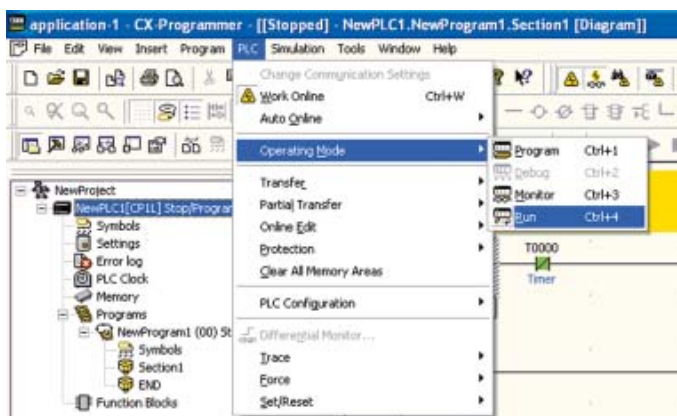 application-1 - CX-Programmer - [[Stopped] - NewPLC1.NewProgram1.Section1 [Diagram]]
File Edit View Insert Program PLC Simulation Tools Window Help
Change Communication Settings
Work Online Ctrl+W
Auto Online
Operating Mode
Program Ctrl+1
Debug Ctrl+2
Monitor Ctrl+3
Run Ctrl+4
Transfer
Partial Transfer
Online Edit
Protection
Clear All Memory Areas
PLC Configuration
Differential Monitor...
Trace
Force
Set/Reset
NewProject
NewPLC1[CP1L] Stop/Program
Symbols
Settings
Error log
PLC Clock
Memory
Programs
NewProgram1 (00) St
Symbols
Section1
END
Function Blocks
T0000
Timer